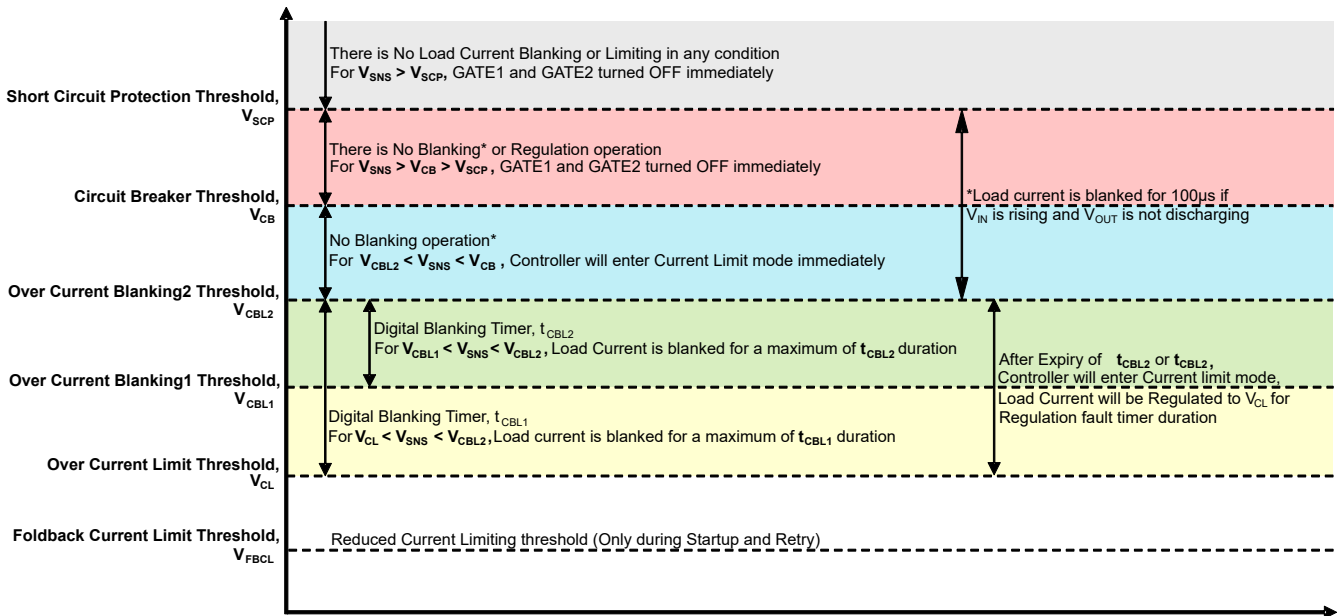 There is No Load Current Blanking or Limiting in any condition
For VSNS > VSCP, GATE1 and GATE2 turned OFF immediately
Short Circuit Protection Threshold,
VSCP
There is No Blanking* or Regulation operation
For VSNS > VCB > VSCP, GATE1 and GATE2 turned OFF immediately
Circuit Breaker Threshold,
VCB
*Load current is blanked for 100µs if
VIN is rising and VOUT is not discharging
No Blanking operation*
For VCBL2 < VSNS < VCB , Controller will enter Current Limit mode immediately
Over Current Blanking2 Threshold,
VCBL2
Digital Blanking Timer, tCBL2
For VCBL1 < VSNS < VCBL2, Load Current is blanked for a maximum of tCBL2 duration
After Expiry of tCBL2 or tCBL2,
Controller will enter Current limit mode,
Load Current will be Regulated to VCL for
Regulation fault timer duration
Over Current Blanking1 Threshold,
VCBL1
Digital Blanking Timer, tCBL1
For VCL < VSNS < VCBL2, Load current is blanked for a maximum of tCBL1 duration
Over Current Limit Threshold,
VCL
Foldback Current Limit Threshold,
VFBCL
Reduced Current Limiting threshold (Only during Startup and Retry)